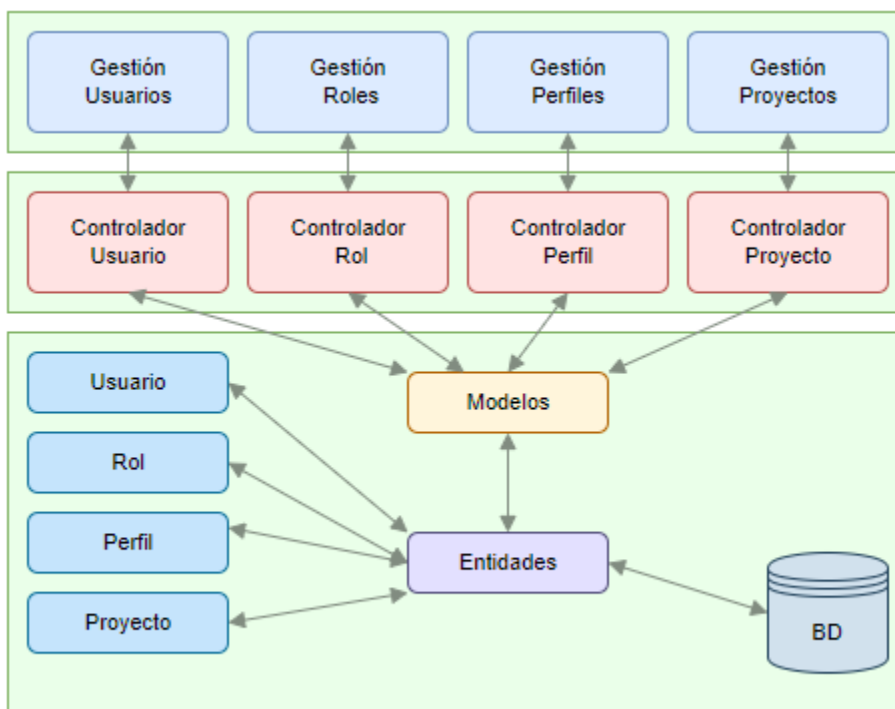 Gestión
Usuarios
Gestión
Roles
Gestión
Perfiles
Gestión
Proyectos
Controlador
Usuario
Controlador
Rol
Controlador
Perfil
Controlador
Proyecto
Usuario
Modelos
Rol
Perfil
Entidades
Proyecto
BD